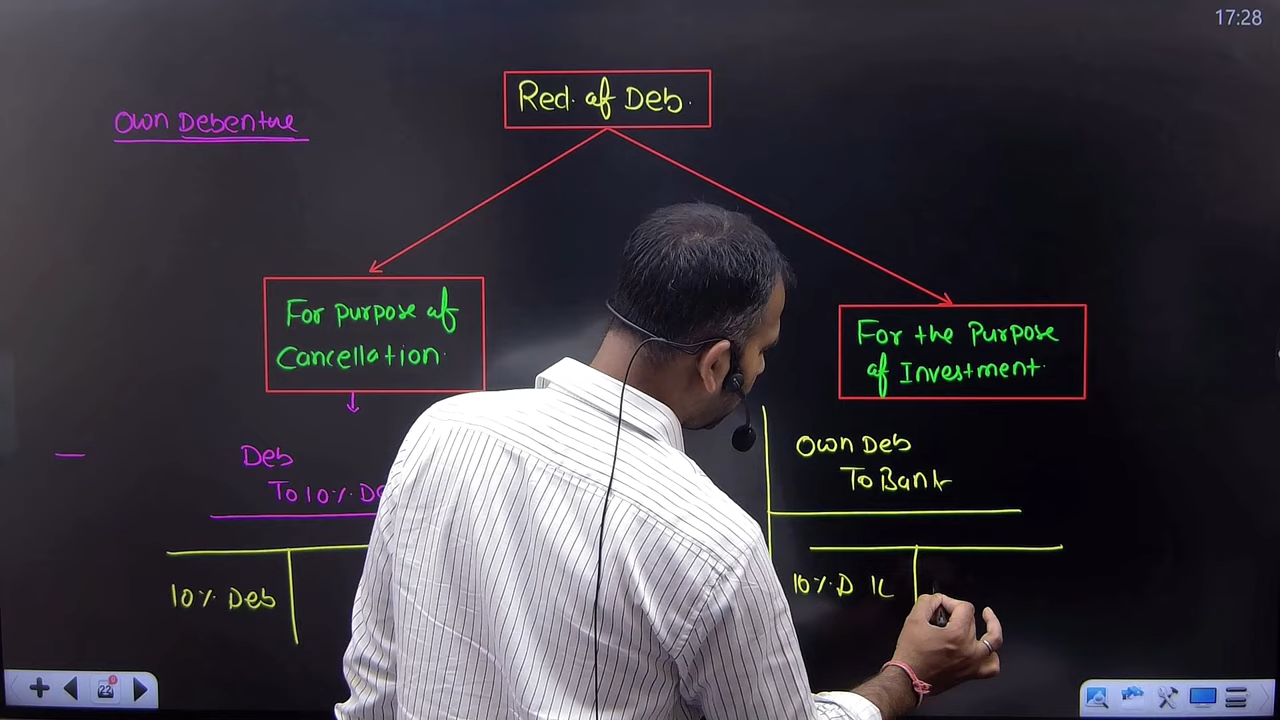 17:28
Red. of Deb.
Own Debenture
For purpose of
Cancellation.
For the Purpose
of Investment.
Deb
To 10%
Own Deb
To Bank
10% Deb
10% D 1L
22